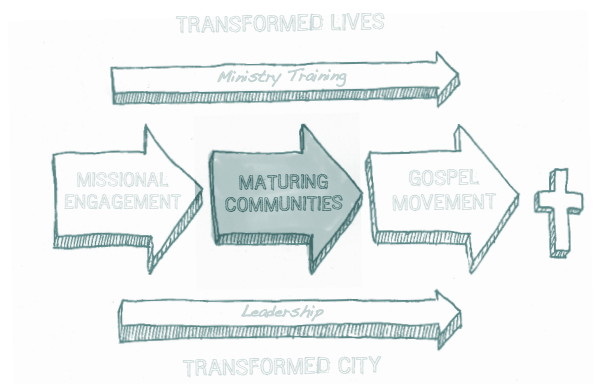 TRANSFORMED LIVES
Ministry Training
MISSIONAL
ENGAGEMENT
MATURING
COMMUNITIES
GOSPEL
MOVEMENT
Leadership
TRANSFORMED CITY